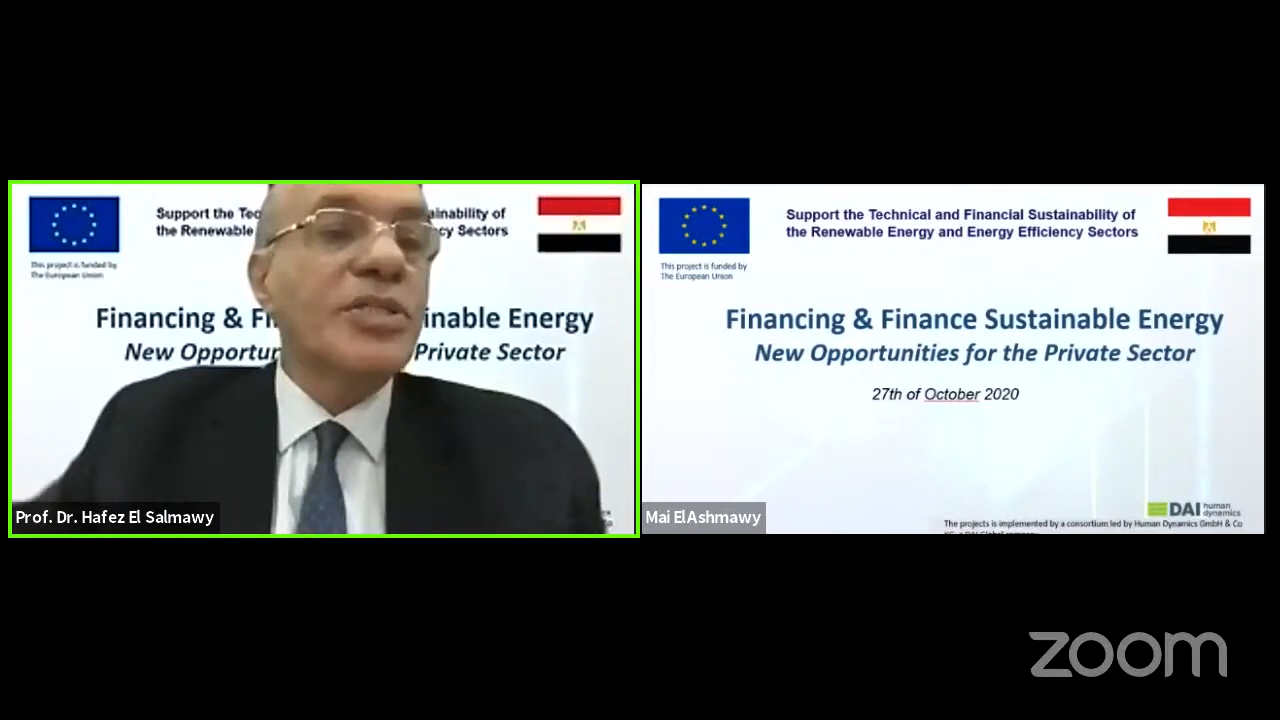 Support the Tec ainability of
the Renewable cy Sectors
This project is funded by
The European Union
Financing & Fi inable Energy
New Opportun Private Sector
Prof. Dr. Hafez El Salmawy
Support the Technical and Financial Sustainability of
the Renewable Energy and Energy Efficiency Sectors
This project is funded by
The European Union
Financing & Finance Sustainable Energy
New Opportunities for the Private Sector
27th of October 2020
DAI human
dynamics
The projects is implemented by a consortium led by Human Dynamics GmbH & Co
Mai ElAshmawy
zoom